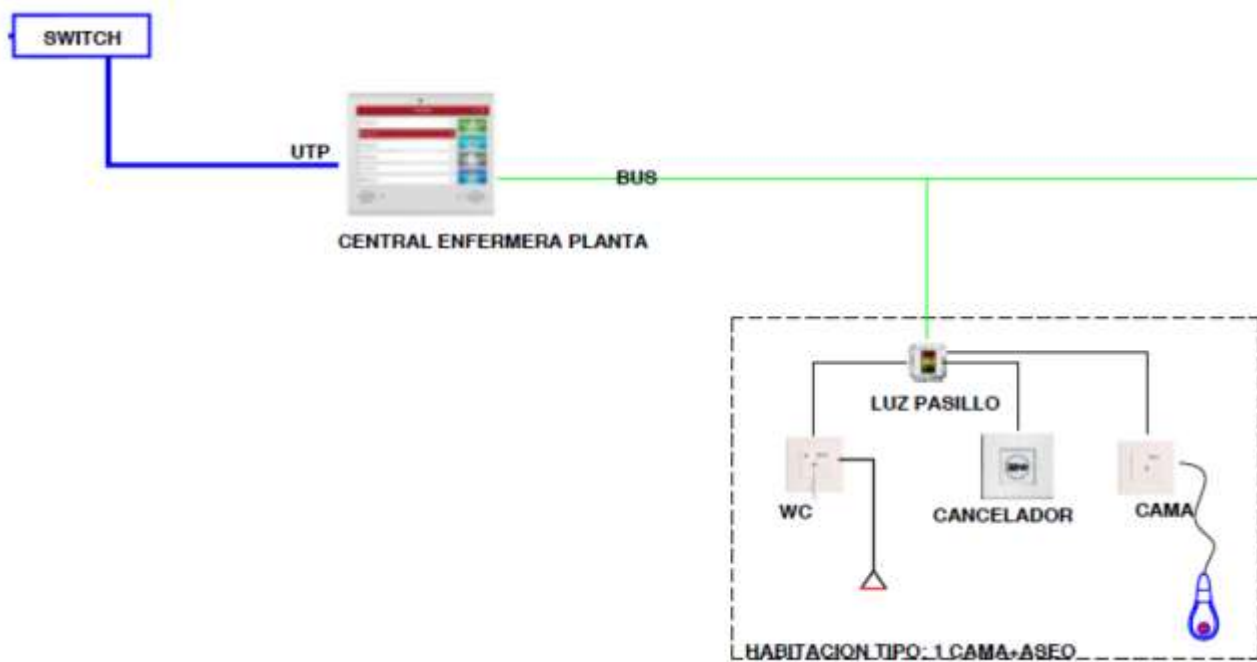 SWITCH
UTP
BUS
CENTRAL ENFERMERA PLANTA
LUZ PASILLO
WC
CANCELADOR
CAMA
HABITACION TIPO: 1 CAMA+ASEO